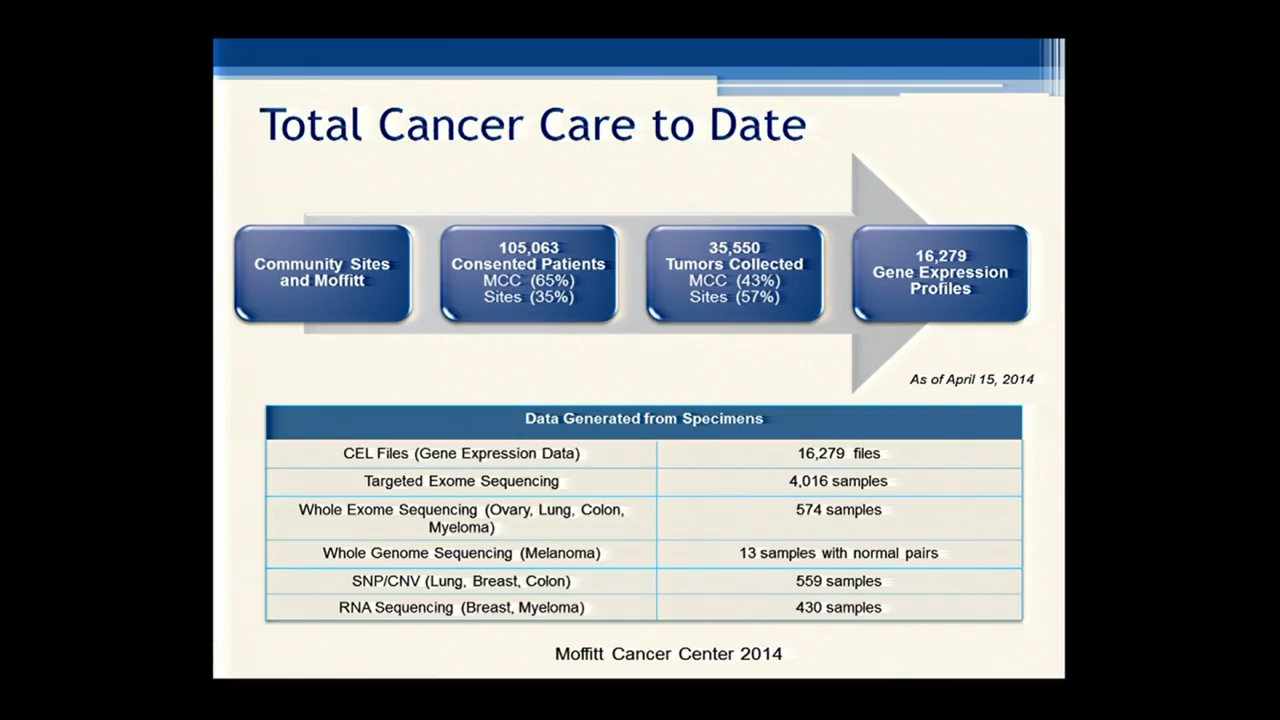 Total Cancer Care to Date
Community Sites
and Moffitt
105,063
Consented Patients
MCC (65%)
Sites (35%)
35,550
Tumors Collected
MCC (43%)
Sites (57%)
16,279
Gene Expression
Profiles
As of April 15, 2014
Data Generated from Specimens
CEL Files (Gene Expression Data) 16,279 files
Targeted Exome Sequencing 4,016 samples
Whole Exome Sequencing (Ovary, Lung, Colon, 574 samples
Myeloma)
Whole Genome Sequencing (Melanoma) 13 samples with normal pairs
SNP/CNV (Lung, Breast, Colon) 559 samples
RNA Sequencing (Breast, Myeloma) 430 samples
Moffitt Cancer Center 2014